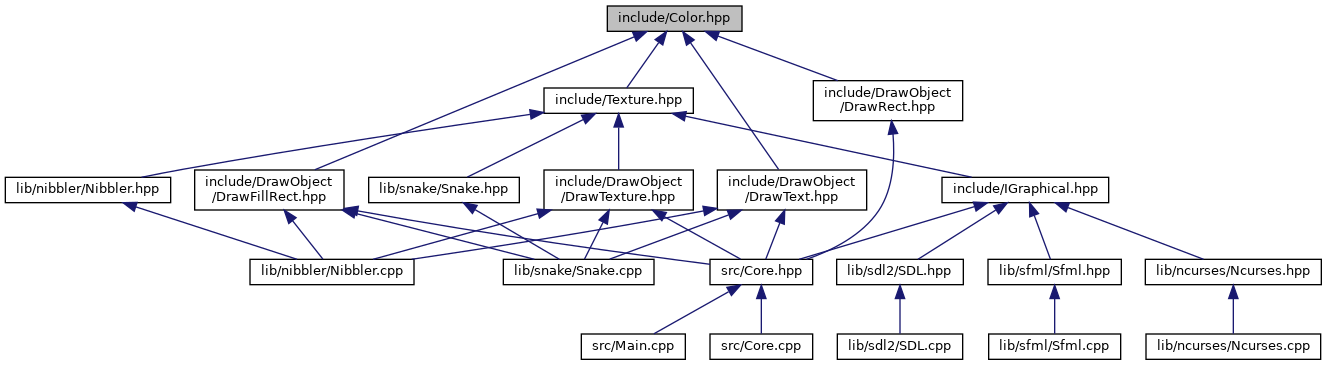 include/Color.hpp
include/DrawObject
/DrawRect.hpp
include/Texture.hpp
lib/nibbler/Nibbler.hpp
include/DrawObject
/DrawFillRect.hpp
lib/snake/Snake.hpp
include/DrawObject
/DrawTexture.hpp
include/DrawObject
/DrawText.hpp
include/IGraphical.hpp
lib/nibbler/Nibbler.cpp
lib/snake/Snake.cpp
src/Core.hpp
lib/sdl2/SDL.hpp
lib/sfml/Sfml.hpp
lib/ncurses/Ncurses.hpp
src/Main.cpp
src/Core.cpp
lib/sdl2/SDL.cpp
lib/sfml/Sfml.cpp
lib/ncurses/Ncurses.cpp